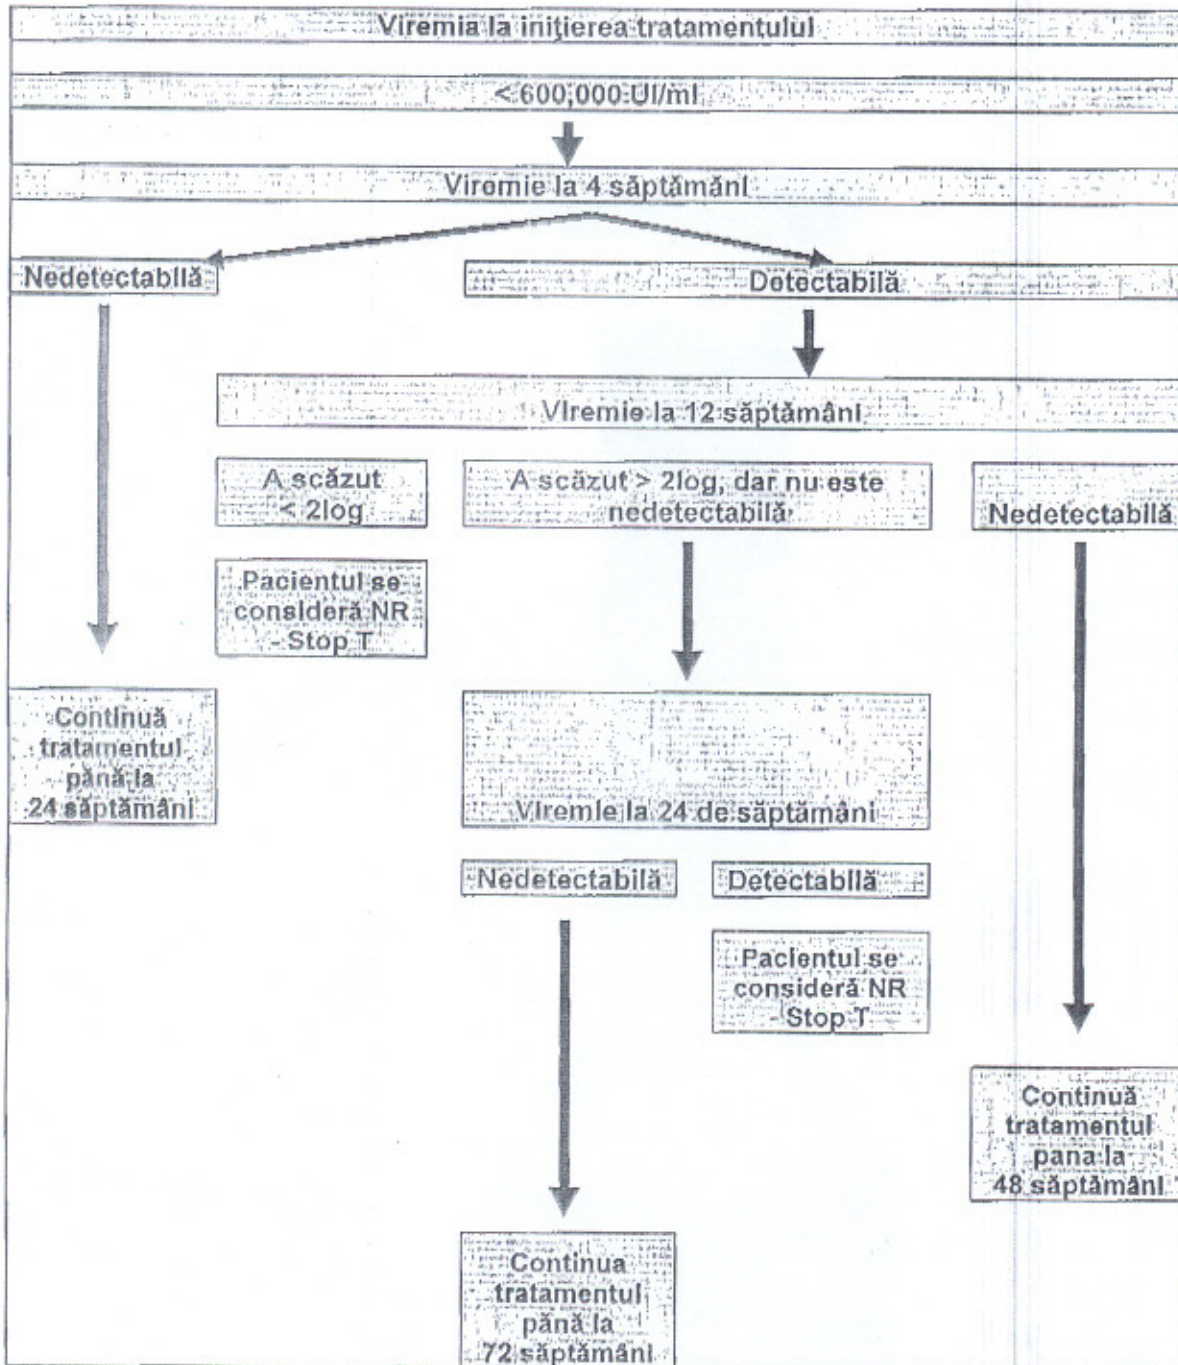 Viremia la iniţierea tratamentului
< 600,000 UI/ml
Viremie la 4 săptămâni
Nedetectabilă
Detectabilă
Viremie la 12 săptămâni
A scăzut
< 2log
A scăzut > 2log, dar nu este
nedetectabilă
Nedetectabilă
Pacientul se
consideră NR
- Stop T
Continuă
tratamentul
până la
24 săptămâni
Viremie la 24 de săptămâni
Nedetectabilă
Detectabilă
Pacientul se
consideră NR
- Stop T
Continuă
tratamentul
pana la
48 săptămâni
Continua
tratamentul
până la
72 săptămâni